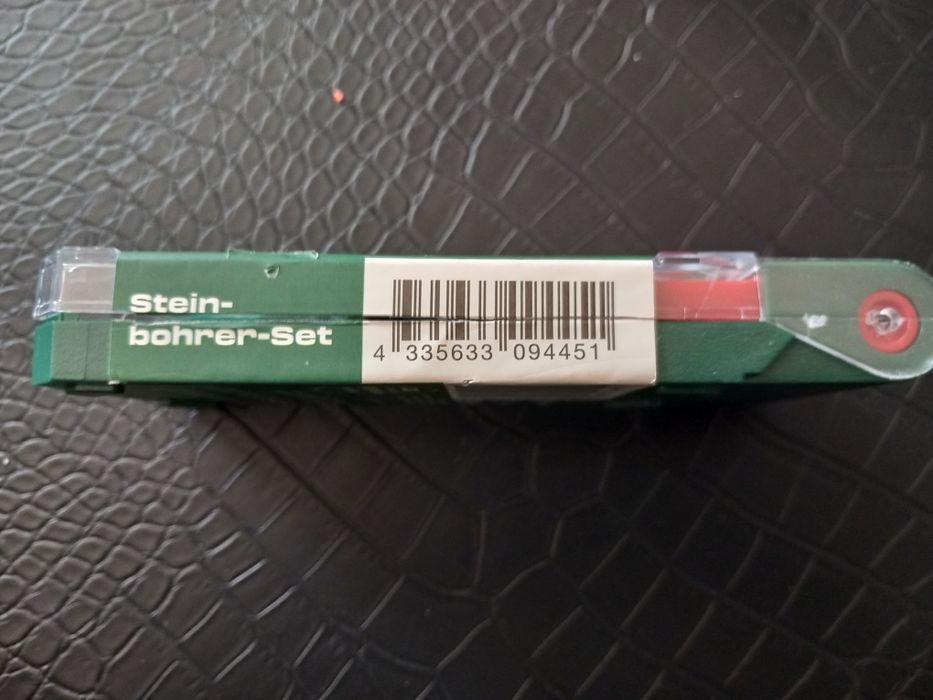 Stein-
bohrer-Set
4 335633 094451